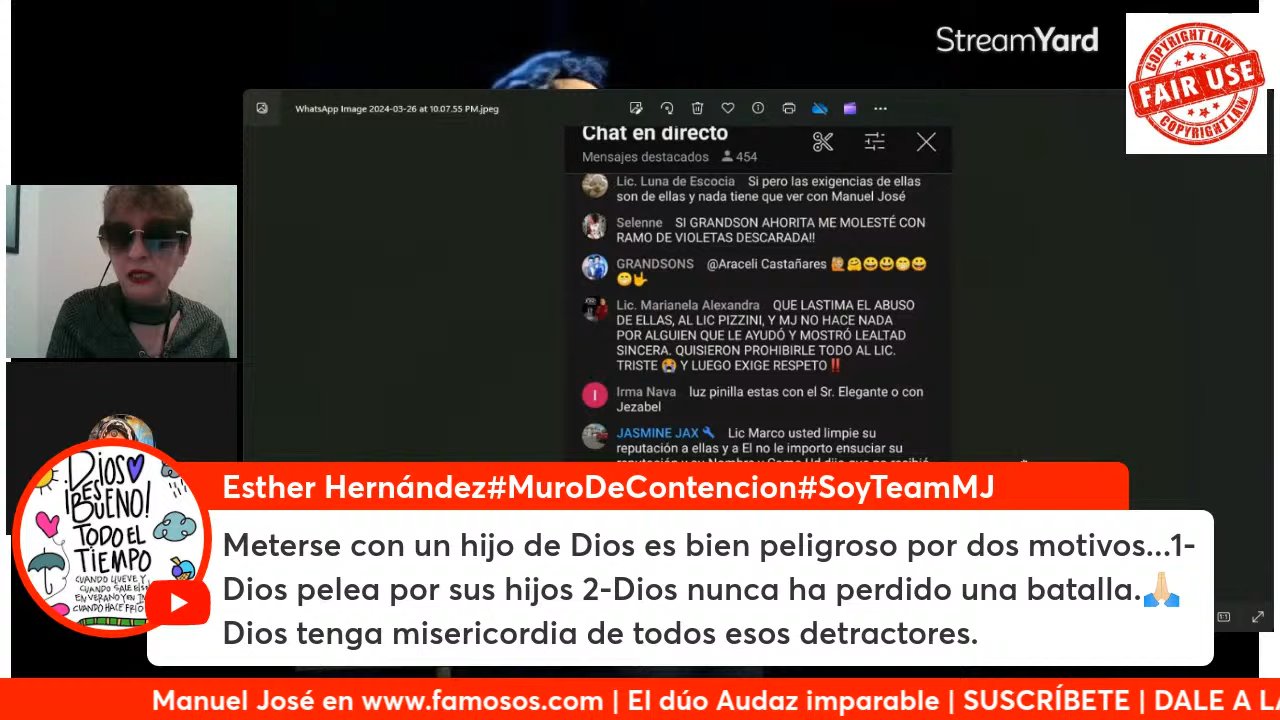 StreamYard
COPYRIGHT LAW
FAIR USE
COPYRIGHT LAW
WhatsApp Image 2024-03-26 at 10.07.55 PM.jpeg
Chat en directo
Mensajes destacados 454
Lic. Luna de Escocia Si pero las exigencias de ellas
son de ellas y nada tiene que ver con Manuel José
Selenne SI GRANDSON AHORITA ME MOLESTÉ CON
RAMO DE VIOLETAS DESCARADA!!
GRANDSONS @Araceli Castañares 🙋🤗😃😃😁😄
😁🤟
Lic. Marianela Alexandra QUE LASTIMA EL ABUSO
DE ELLAS, AL LIC PIZZINI, Y MJ NO HACE NADA
POR ALGUIEN QUE LE AYUDÓ Y MOSTRÓ LEALTAD
SINCERA. QUISIERON PROHIBIRLE TODO AL LIC.
TRISTE 😭 Y LUEGO EXIGE RESPETO‼️
I Irma Nava luz pinilla estas con el Sr. Elegante o con
Jezabel
JASMINE JAX Lic Marco usted limpie su
reputación a ellas y a El no le importo ensuciar su
Esther Hernández#MuroDeContencion#SoyTeamMJ
Meterse con un hijo de Dios es bien peligroso por dos motivos...1-
Dios pelea por sus hijos 2-Dios nunca ha perdido una batalla.🙏🏼
Dios tenga misericordia de todos esos detractores.
Dios
ES
¡BUENO!
TODO EL
TIEMPO
CUANDO LLUEVE Y
CUANDO HACE FRÍO
Manuel José en www.famosos.com | El dúo Audaz imparable | SUSCRÍBETE | DALE A LA